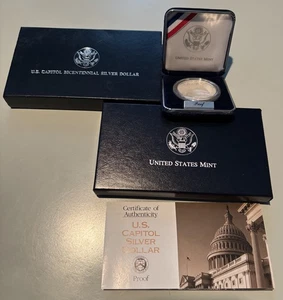 U.S. CAPITOL BICENTENNIAL SILVER DOLLAR
UNITED STATES MINT
Certificate of
Authenticity
U.S.
CAPITOL
SILVER
DOLLAR
Proof